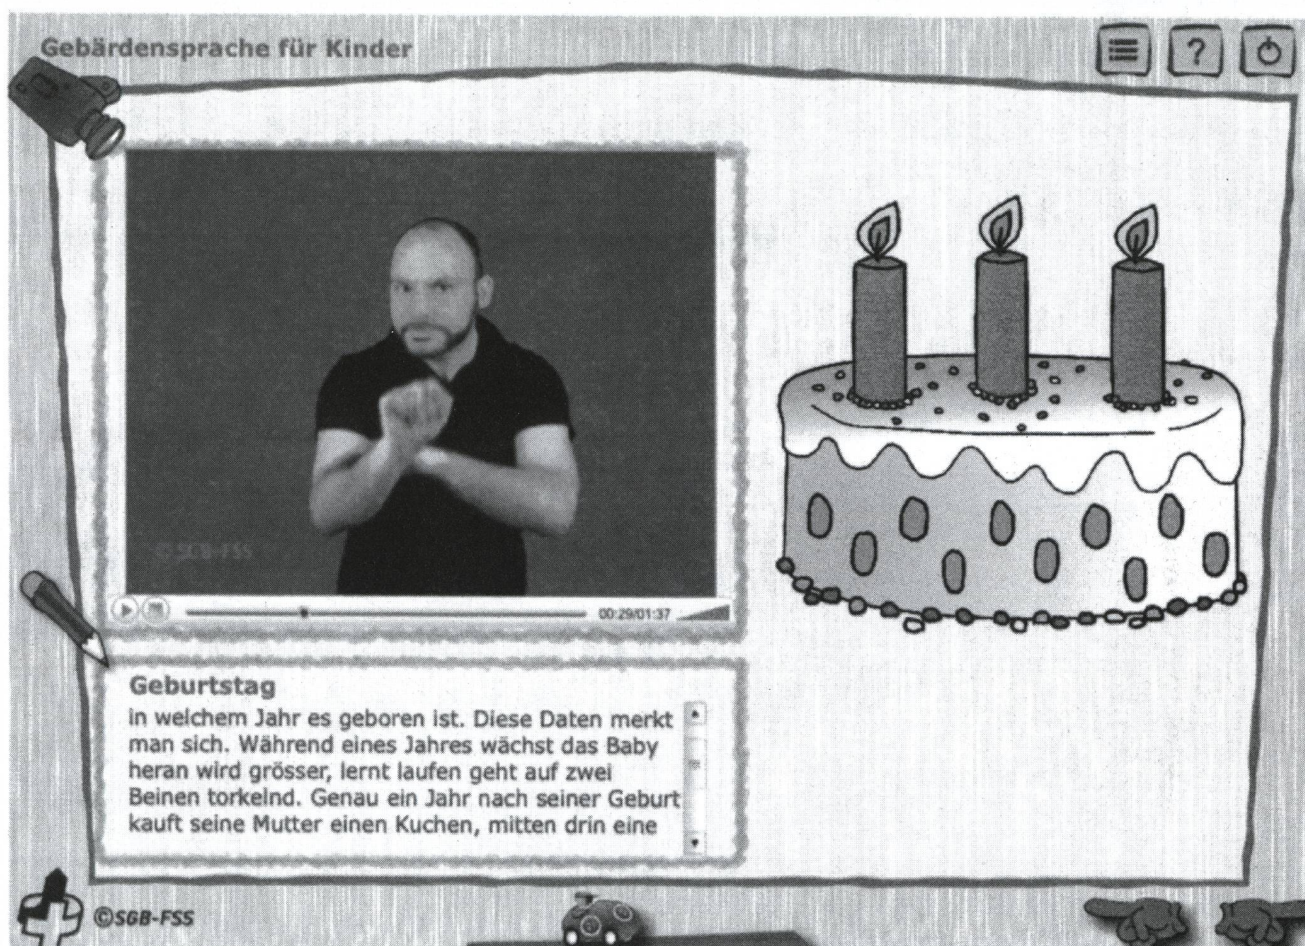 Gebärdensprache für Kinder
?
©SGB-FSS
00:29/01:37
Geburtstag
in welchem Jahr es geboren ist. Diese Daten merkt
man sich. Während eines Jahres wächst das Baby
heran wird grösser, lernt laufen geht auf zwei
Beinen torkelnd. Genau ein Jahr nach seiner Geburt
kauft seine Mutter einen Kuchen, mitten drin eine
©SGB-FSS